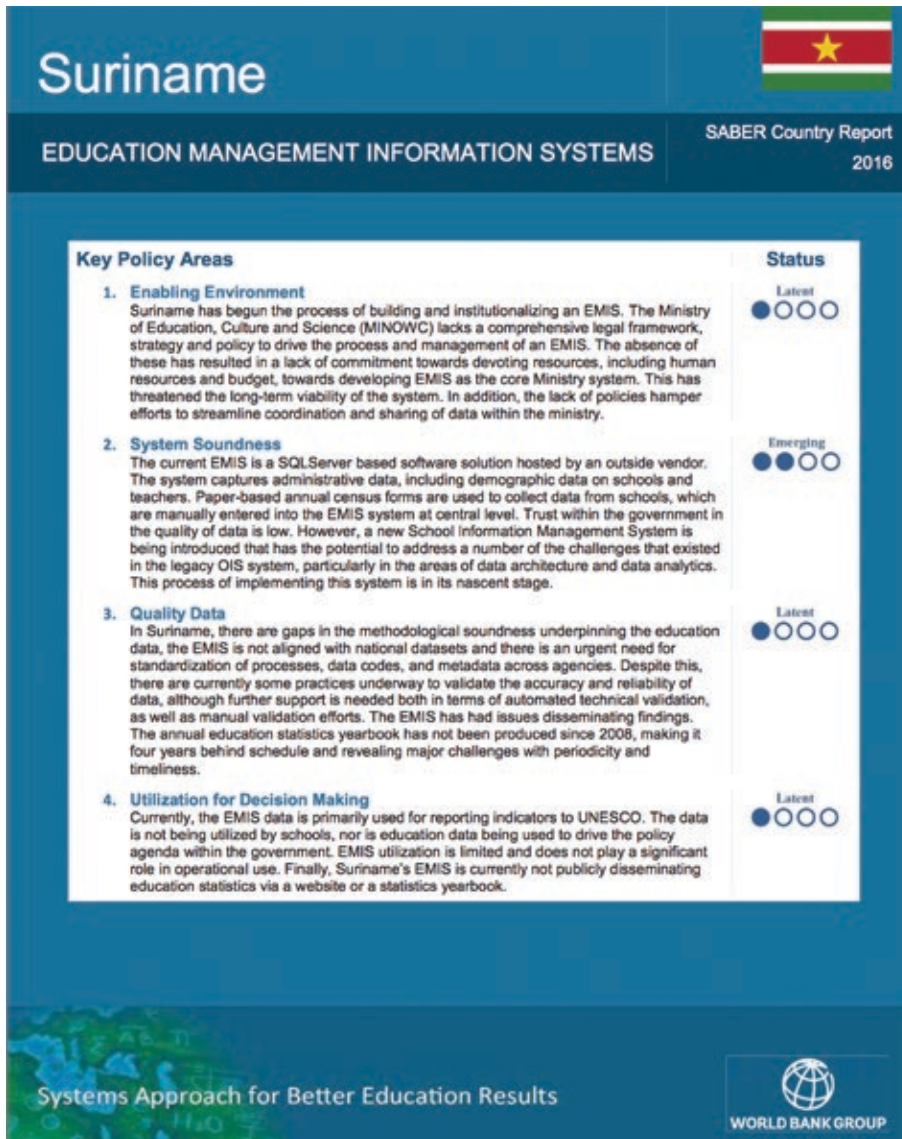 Suriname
EDUCATION MANAGEMENT INFORMATION SYSTEMS
SABER Country Report
2016
Key Policy Areas
Status
1. Enabling Environment
Latent
Suriname has begun the process of building and institutionalizing an EMIS. The Ministry
of Education, Culture and Science (MINOWC) lacks a comprehensive legal framework,
strategy and policy to drive the process and management of an EMIS. The absence of
these has resulted in a lack of commitment towards devoting resources, including human
resources and budget, towards developing EMIS as the core Ministry system. This has
threatened the long-term viability of the system. In addition, the lack of policies hamper
efforts to streamline coordination and sharing of data within the ministry.
2. System Soundness
Emerging
The current EMIS is a SQLServer based software solution hosted by an outside vendor.
The system captures administrative data, including demographic data on schools and
teachers. Paper-based annual census forms are used to collect data from schools, which
are manually entered into the EMIS system at central level. Trust within the government in
the quality of data is low. However, a new School Information Management System is
being introduced that has the potential to address a number of the challenges that existed
in the legacy OIS system, particularly in the areas of data architecture and data analytics.
This process of implementing this system is in its nascent stage.
3. Quality Data
Latent
In Suriname, there are gaps in the methodological soundness underpinning the education
data, the EMIS is not aligned with national datasets and there is an urgent need for
standardization of processes, data codes, and metadata across agencies. Despite this,
there are currently some practices underway to validate the accuracy and reliability of
data, although further support is needed both in terms of automated technical validation,
as well as manual validation efforts. The EMIS has had issues disseminating findings.
The annual education statistics yearbook has not been produced since 2008, making it
four years behind schedule and revealing major challenges with periodicity and
timeliness.
4. Utilization for Decision Making
Latent
Currently, the EMIS data is primarily used for reporting indicators to UNESCO. The data
is not being utilized by schools, nor is education data being used to drive the policy
agenda within the government. EMIS utilization is limited and does not play a significant
role in operational use. Finally, Suriname's EMIS is currently not publicly disseminating
education statistics via a website or a statistics yearbook.
Systems Approach for Better Education Results
WORLD BANK GROUP